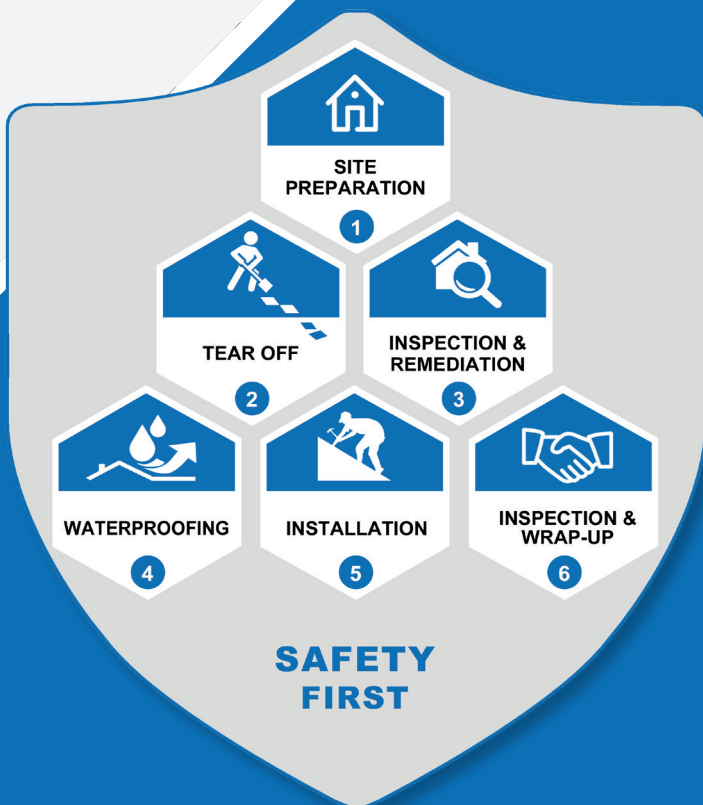 SITE
PREPARATION
1
TEAR OFF
2
INSPECTION &
REMEDIATION
3
WATERPROOFING
4
INSTALLATION
5
INSPECTION &
WRAP-UP
6
SAFETY
FIRST